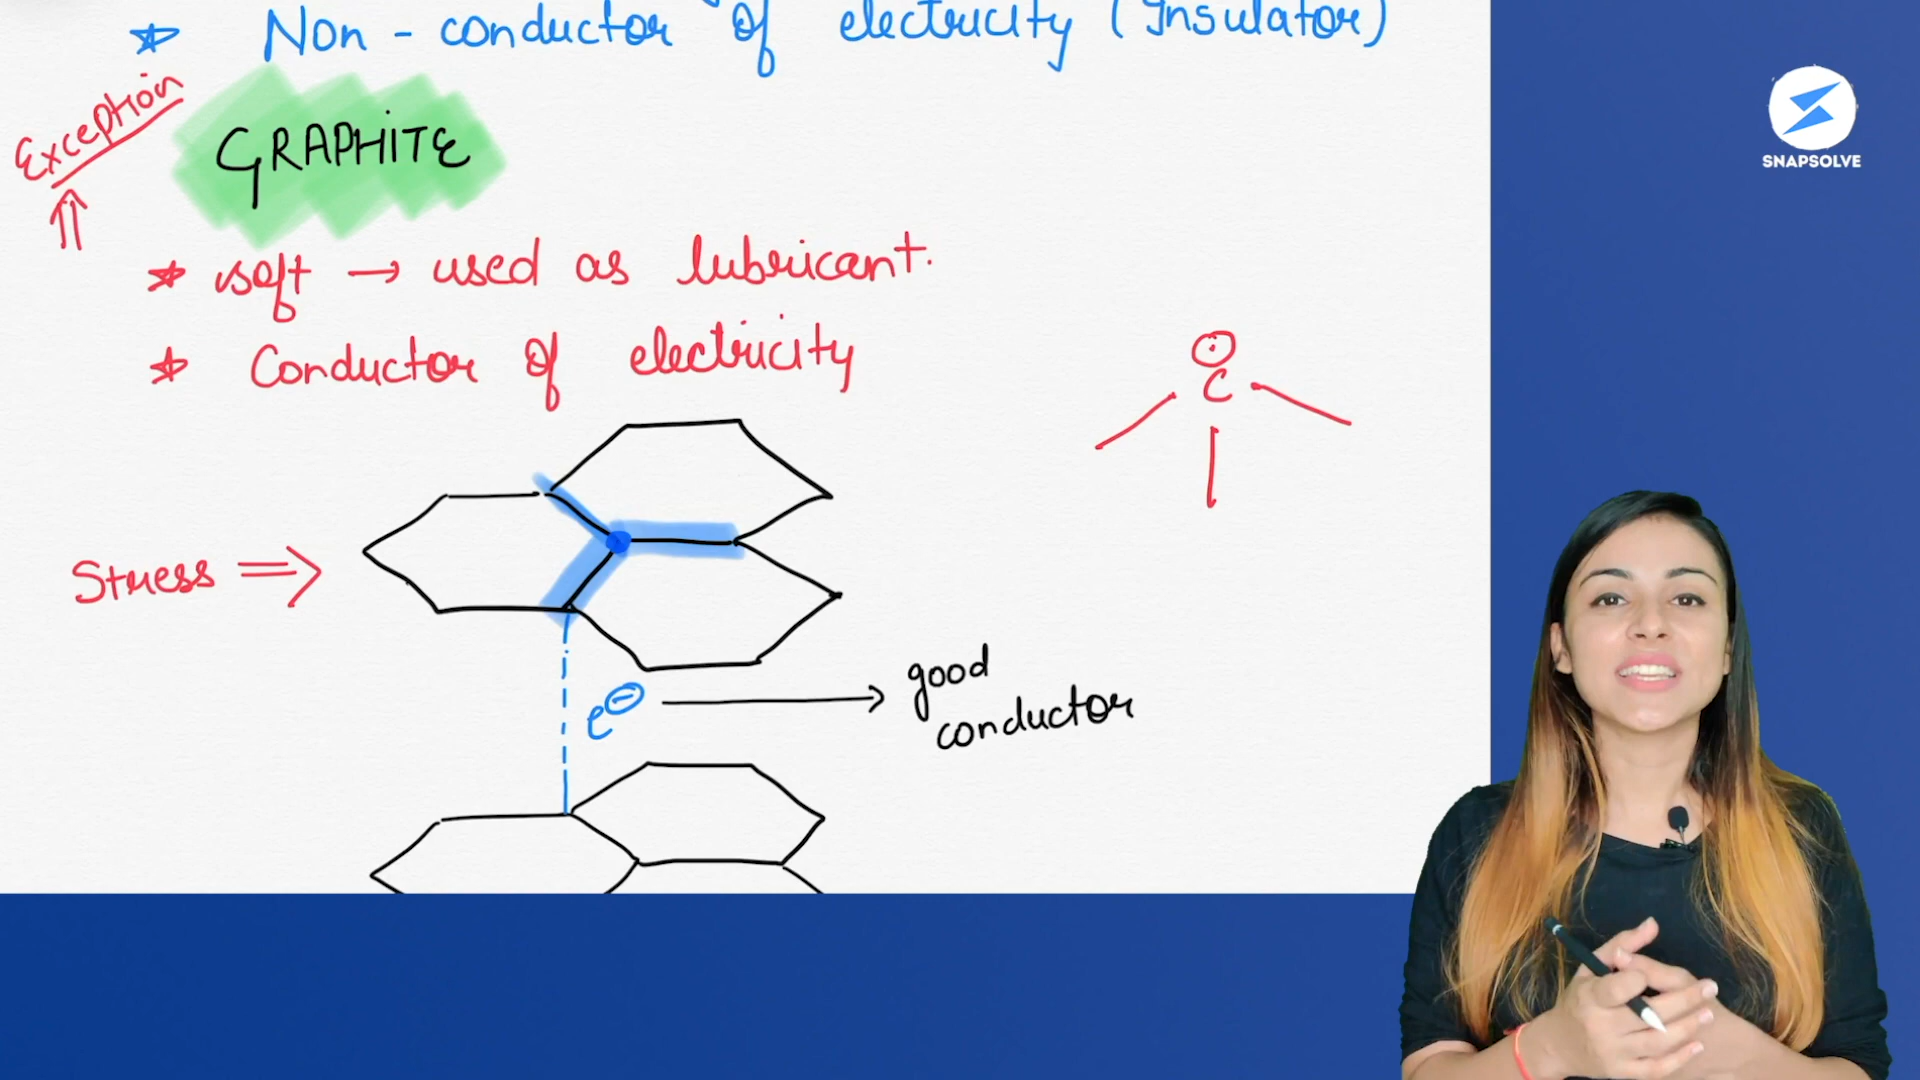 * Non - conductor of electricity (Insulator)
Exception
GRAPHITE
SNAPSOLVE
* soft → used as lubricant.
* Conductor of electricity
C
Stress ⇒
e⊖ → good
conductor